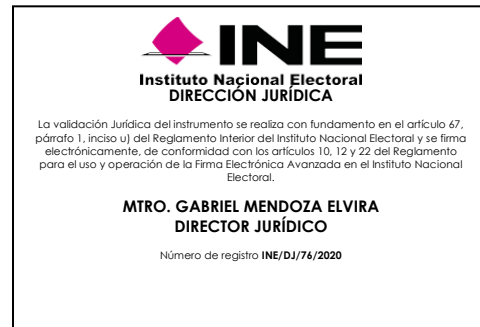 INE
Instituto Nacional Electoral
DIRECCIÓN JURÍDICA
La validación Jurídica del instrumento se realiza con fundamento en el artículo 67,
párrafo 1, inciso u) del Reglamento Interior del Instituto Nacional Electoral y se firma
electrónicamente, de conformidad con los artículos 10, 12 y 22 del Reglamento
para el uso y operación de la Firma Electrónica Avanzada en el Instituto Nacional
Electoral.
MTRO. GABRIEL MENDOZA ELVIRA
DIRECTOR JURÍDICO
Número de registro INE/DJ/76/2020